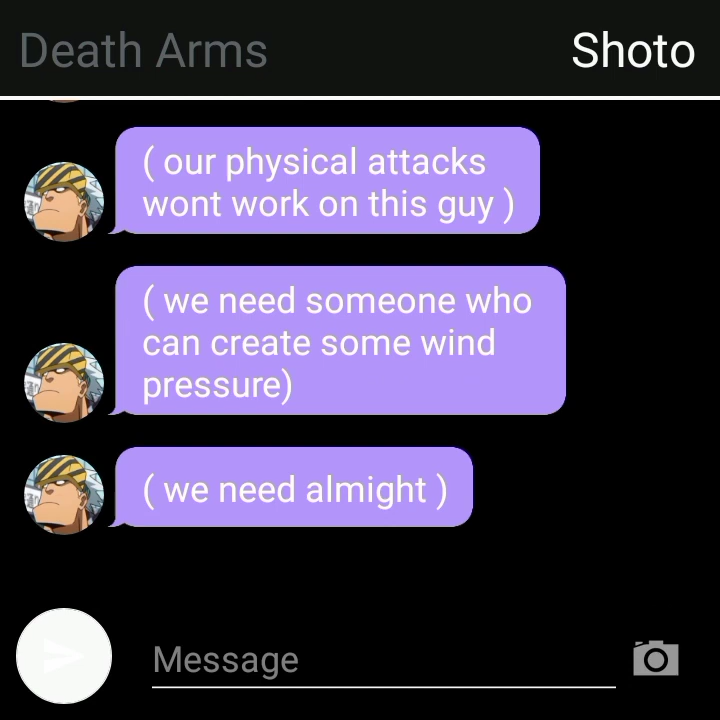 Death Arms
Shoto
( our physical attacks
wont work on this guy )
( we need someone who
can create some wind
pressure)
( we need almight )
Message